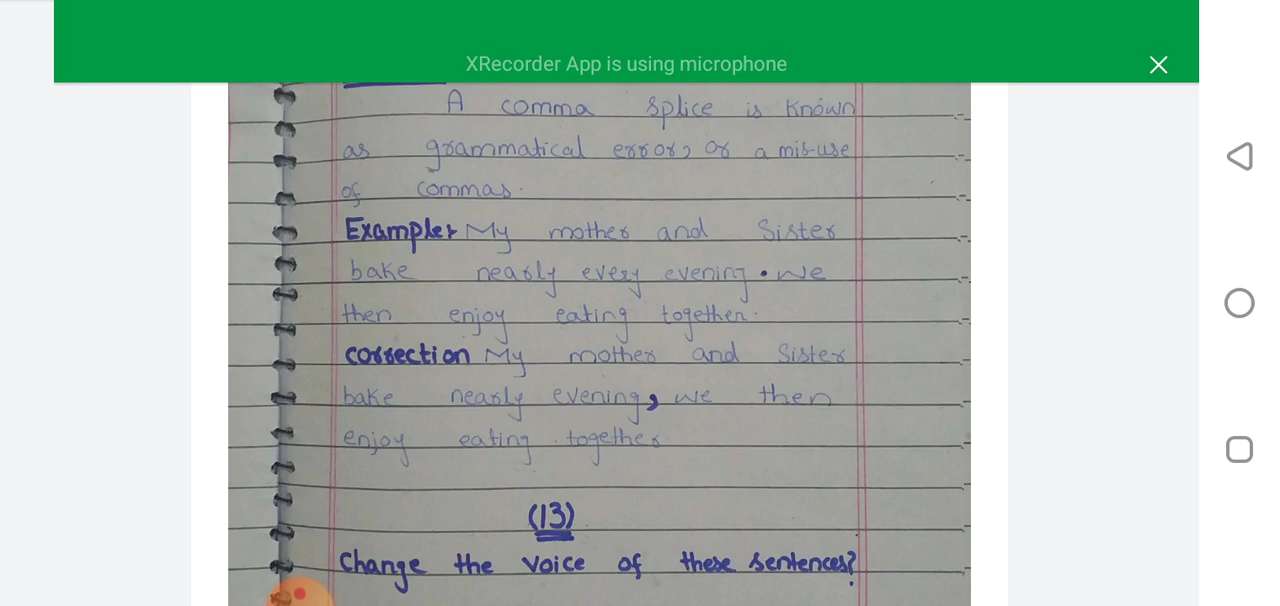 XRecorder App is using microphone
A comma splice is known
as grammatical error, or a mis-use
of commas.
Example:- My mother and Sister
bake nearly every evening. we
then enjoy eating together.
correction My mother and Sister
bake nearly evening, we then
enjoy eating together.
(13)
Change the voice of these sentences?